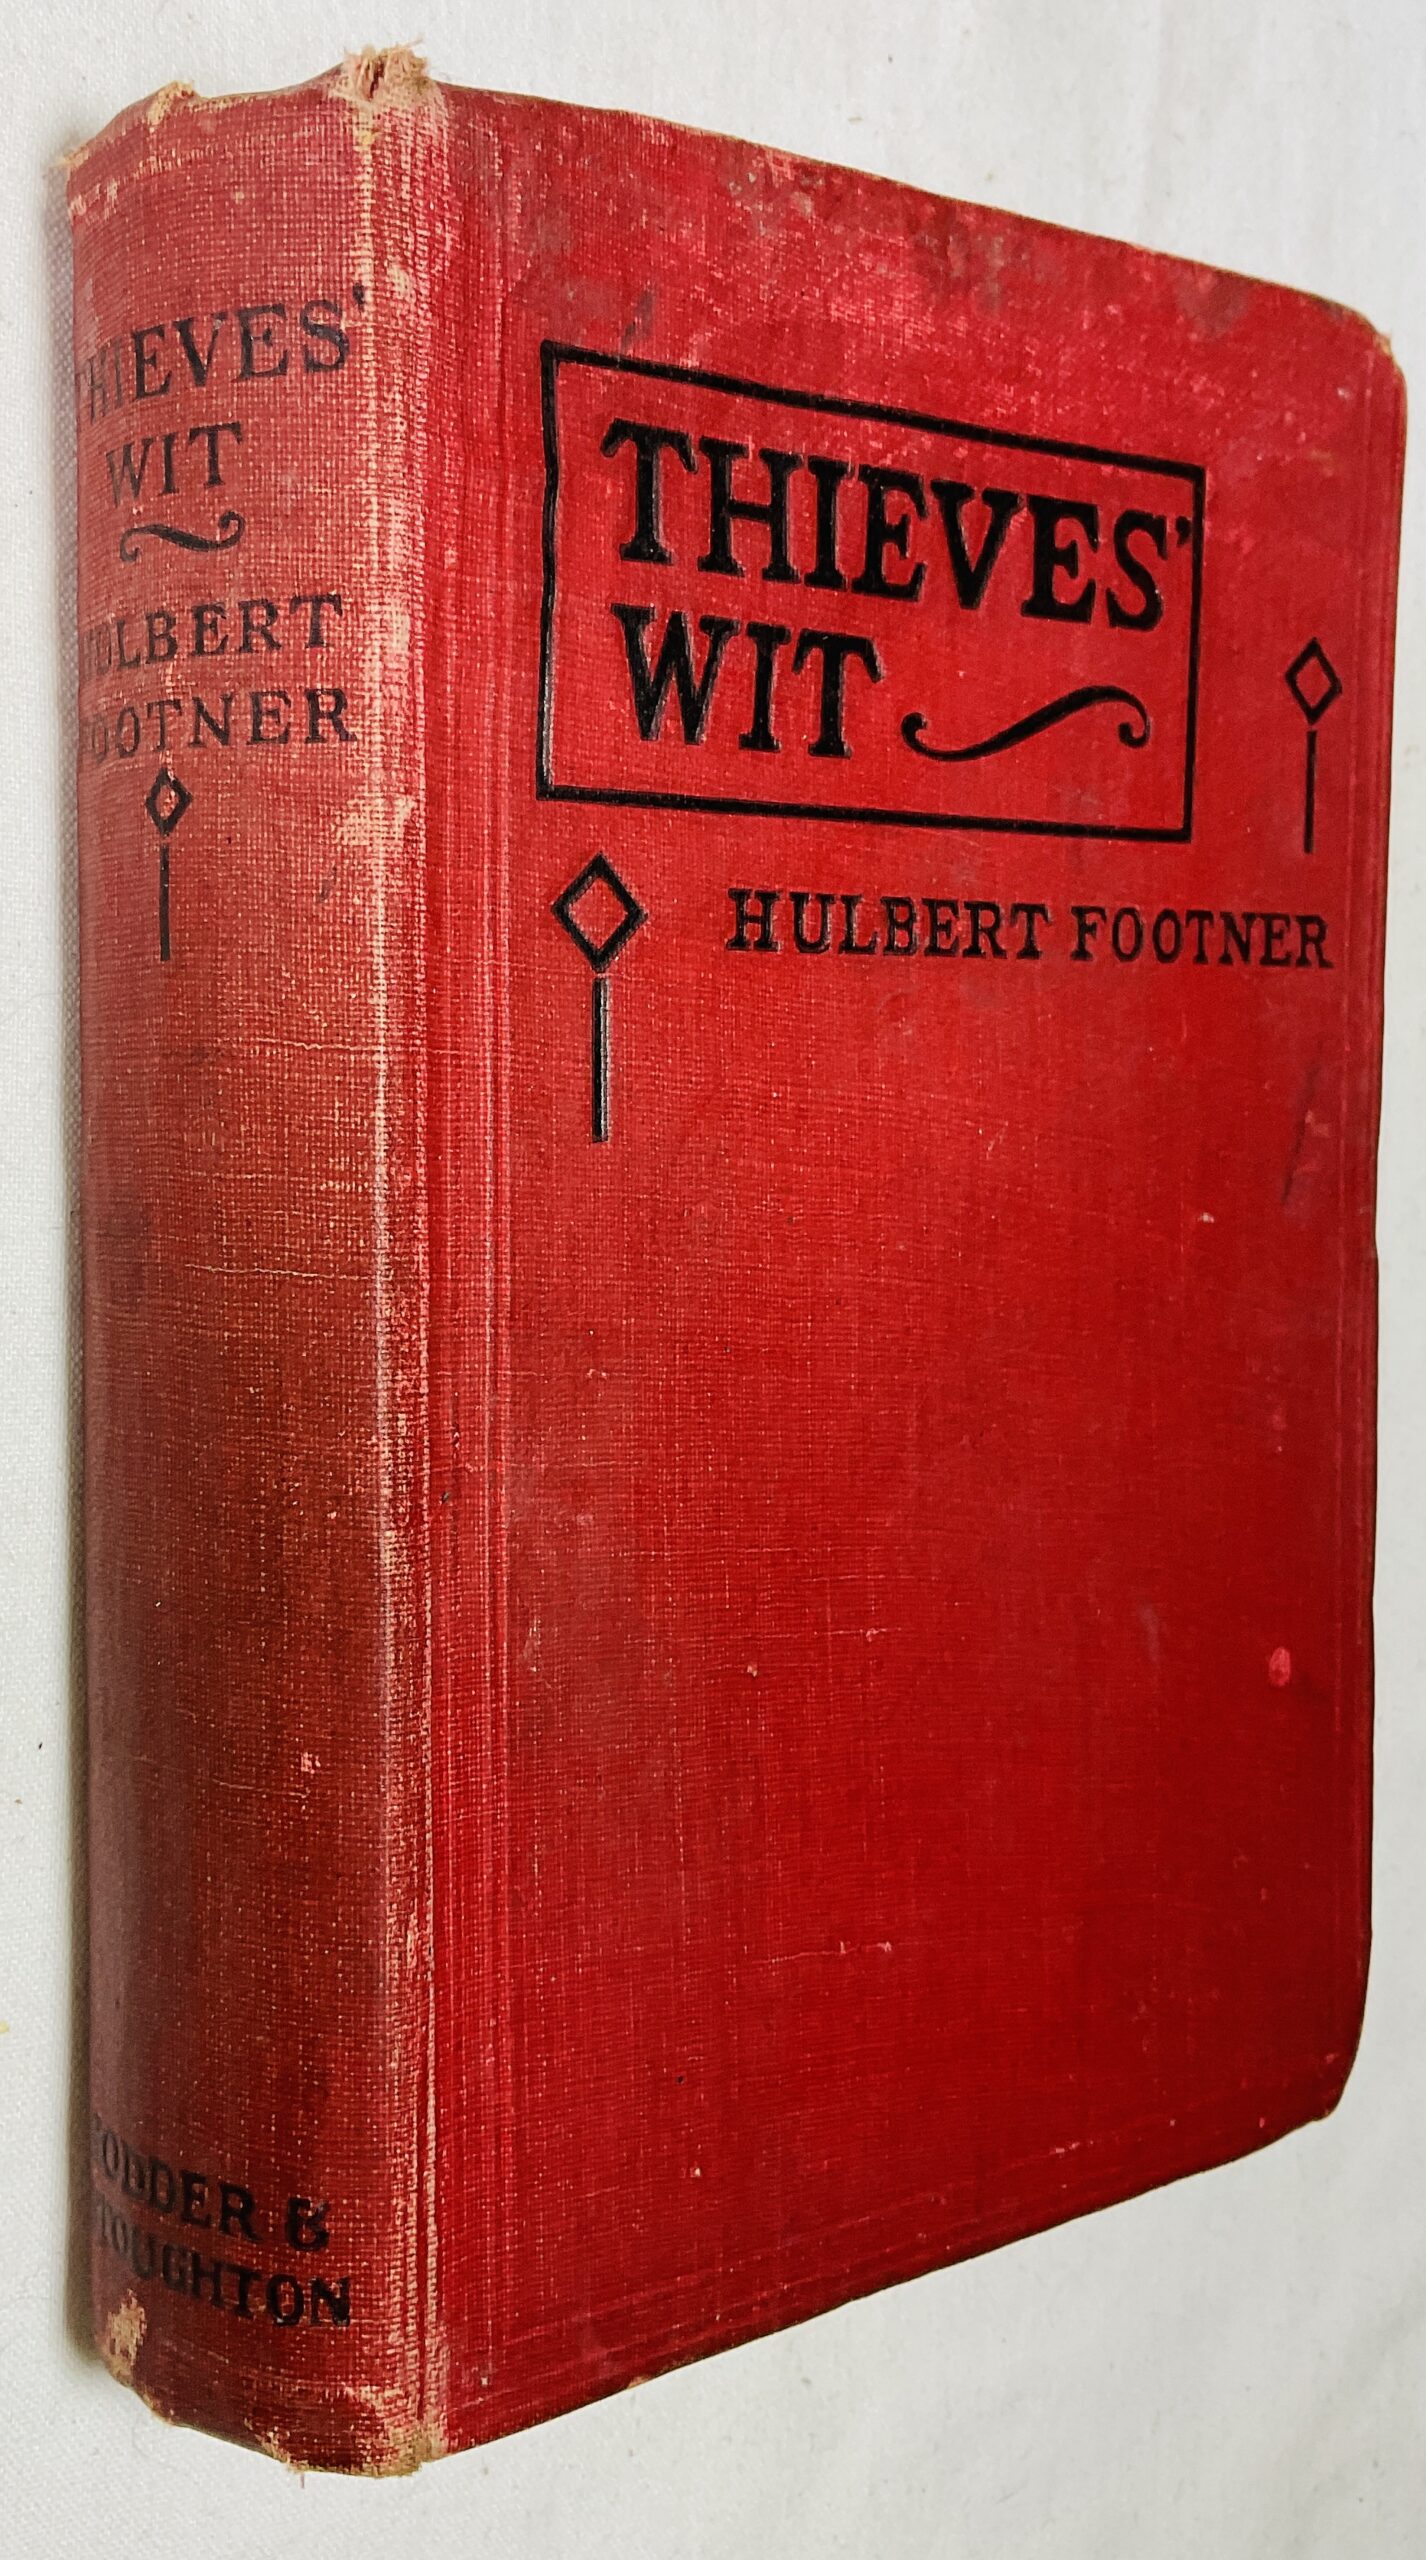 THIEVES'
WIT
HULBERT
FOOTNER
HODDER &
STOUGHTON
THIEVES'
WIT
HULBERT FOOTNER